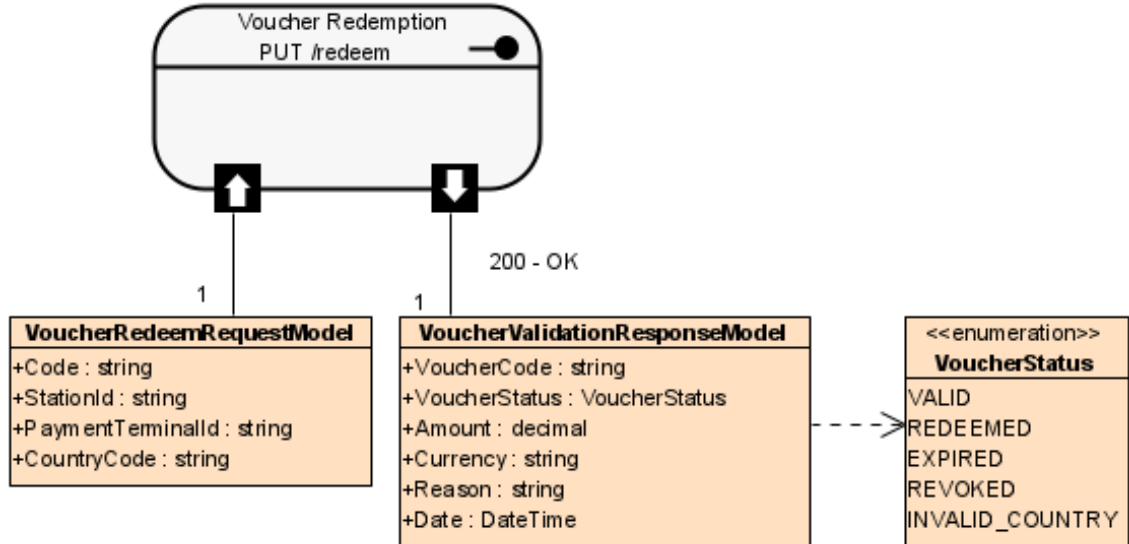 Voucher Redemption
PUT /redeem
200 - OK
1
1
VoucherRedeemRequestModel
+Code : string
+StationId : string
+PaymentTerminalId : string
+CountryCode : string
VoucherValidationResponseModel
+VoucherCode : string
+VoucherStatus : VoucherStatus
+Amount : decimal
+Currency : string
+Reason : string
+Date : DateTime
<<enumeration>>
VoucherStatus
VALID
REDEEMED
EXPIRED
REVOKED
INVALID_COUNTRY